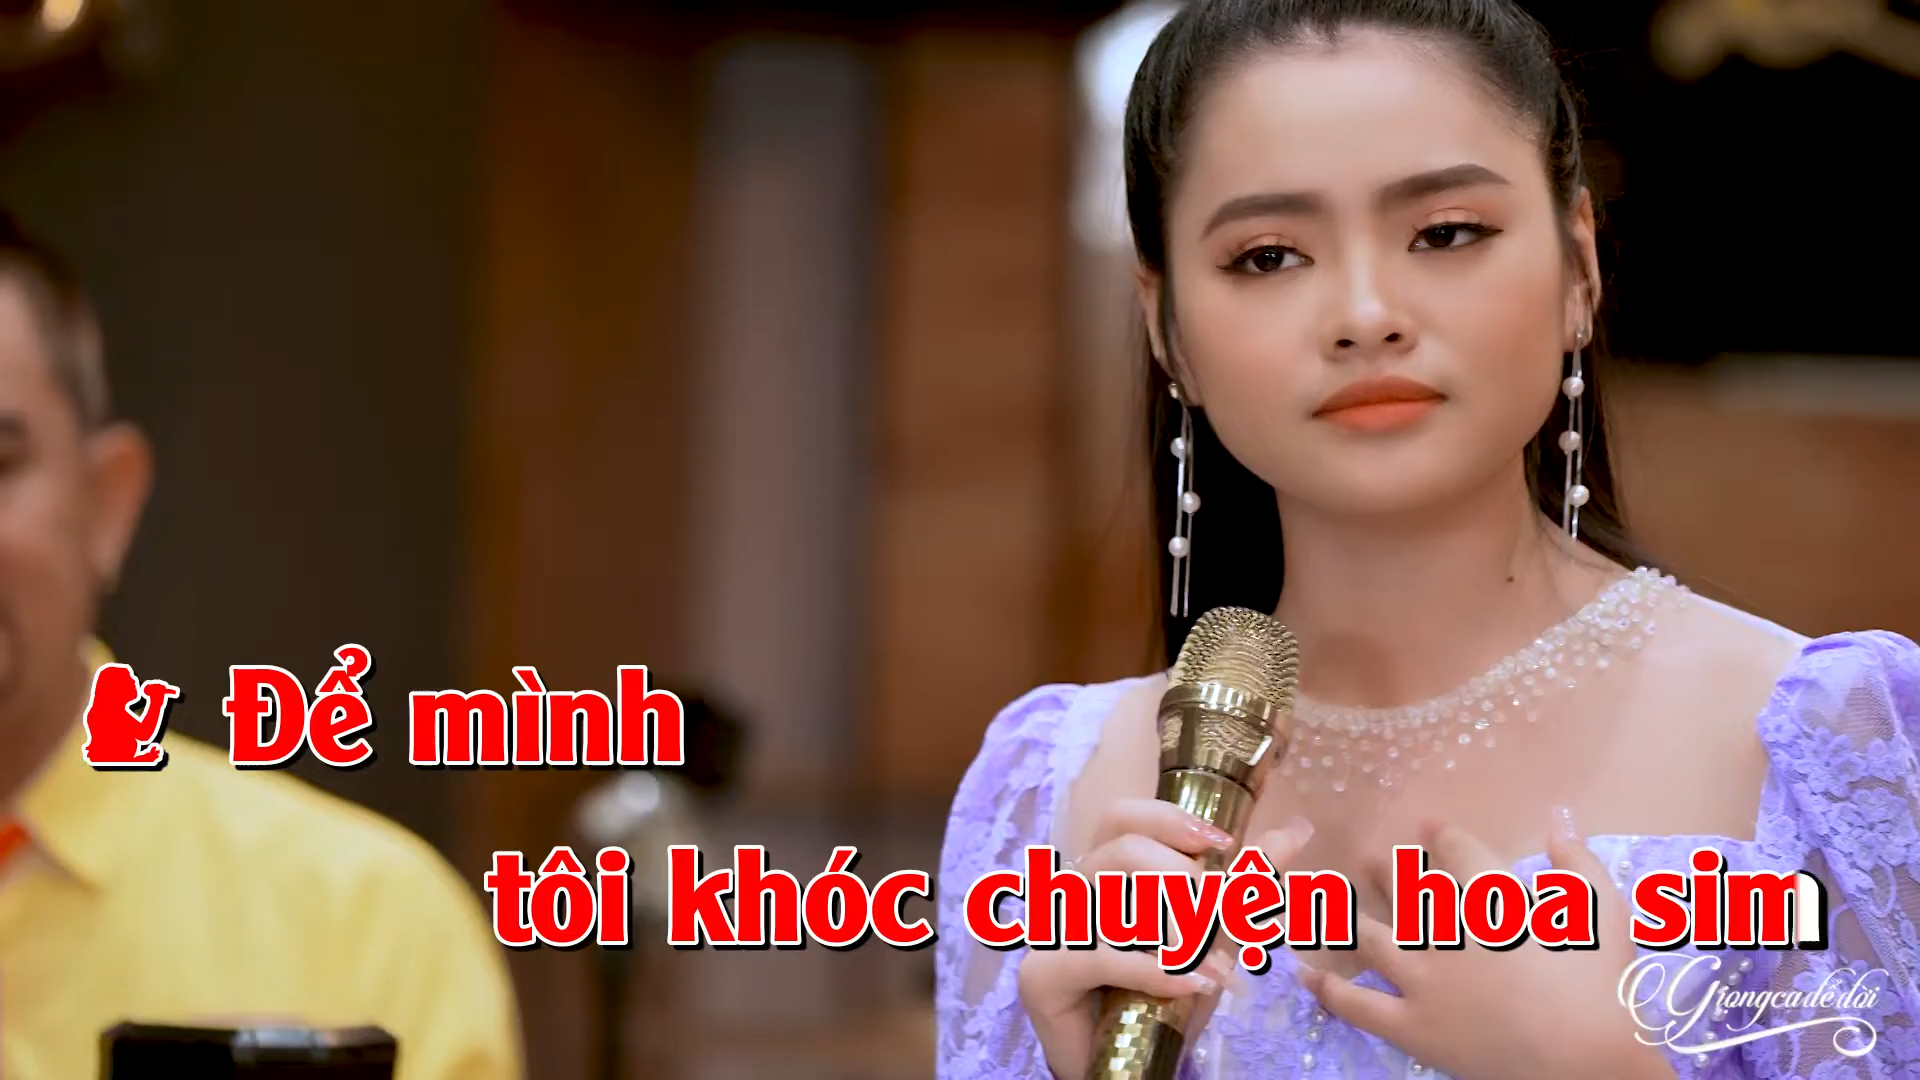 Để mình
tôi khóc chuyện hoa sim
Giọng ca để đời